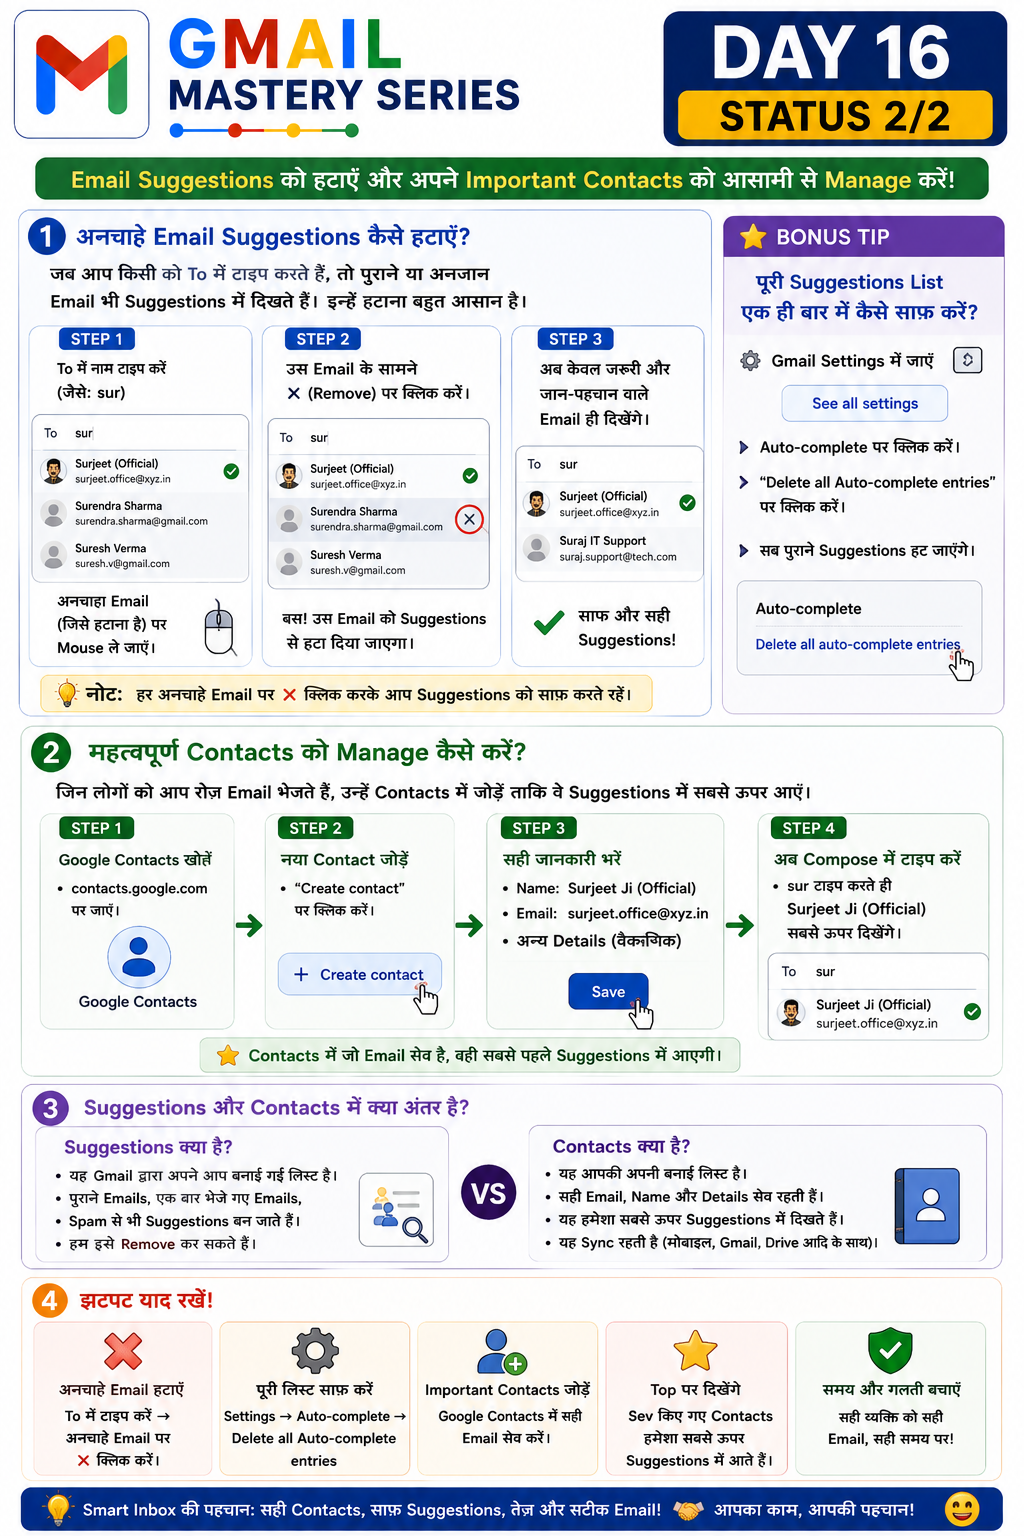 GMAIL
MASTERY SERIES
DAY 16
STATUS 2/2
Email Suggestions को हटाएँ और अपने Important Contacts को आसामी से Manage करें!
1 अनचाहे Email Suggestions कैसे हटाएँ?
जब आप किसी को To में टाइप करते हैं, तो पुराने या अनजान
Email भी Suggestions में दिखते हैं। इन्हें हटाना बहुत आसान है।
STEP 1
To में नाम टाइप करें
(जैसे: sur)
To sur
Surjeet (Official)
surjeet.office@xyz.in
Surendra Sharma
surendra.sharma@gmail.com
Suresh Verma
suresh.v@gmail.com
अनचाहा Email
(जिसे हटाना है) पर
Mouse ले जाएँ।
STEP 2
उस Email के सामने
✕ (Remove) पर क्लिक करें।
To sur
Surjeet (Official)
surjeet.office@xyz.in
Surendra Sharma
surendra.sharma@gmail.com
Suresh Verma
suresh.v@gmail.com
बस! उस Email को Suggestions
से हटा दिया जाएगा।
STEP 3
अब केवल जरूरी और
जान-पहचान वाले
Email ही दिखेंगे।
To sur
Surjeet (Official)
surjeet.office@xyz.in
Suraj IT Support
suraj.support@tech.com
साफ और सही
Suggestions!
नोट: हर अनचाहे Email पर ✕ क्लिक करके आप Suggestions को साफ़ करते रहें।
BONUS TIP
पूरी Suggestions List
एक ही बार में कैसे साफ़ करें?
Gmail Settings में जाएँ
See all settings
Auto-complete पर क्लिक करें।
“Delete all Auto-complete entries”
पर क्लिक करें।
सब पुराने Suggestions हट जाएंगे।
Auto-complete
Delete all auto-complete entries
2 महत्वपूर्ण Contacts को Manage कैसे करें?
जिन लोगों को आप रोज़ Email भेजते हैं, उन्हें Contacts में जोड़ें ताकि वे Suggestions में सबसे ऊपर आएँ।
STEP 1
Google Contacts
• contacts.google.com
पर जाएँ।
Google Contacts
STEP 2
नया Contact जोड़ें
• “Create contact”
पर क्लिक करें।
+ Create contact
STEP 3
सही जानकारी भरें
• Name: Surjeet Ji (Official)
• Email: surjeet.office@xyz.in
• अन्य Details
Save
STEP 4
अब Compose में टाइप करें
• sur टाइप करते ही
Surjeet Ji (Official)
सबसे ऊपर दिखेंगे।
To sur
Surjeet Ji (Official)
surjeet.office@xyz.in
Contacts में जो Email सेव है, वही सबसे पहले Suggestions में आएगी।
3 Suggestions और Contacts में क्या अंतर है?
Suggestions क्या है?
• यह Gmail द्वारा अपने आप बनाई गई लिस्ट है।
• पुराने Emails, एक बार भेजे गए Emails,
• Spam से भी Suggestions बन जाते हैं।
• हम इसे Remove कर सकते हैं।
VS
Contacts क्या है?
• यह आपकी अपनी बनाई लिस्ट है।
• सही Email, Name और Details सेव रहती हैं।
• यह हमेशा सबसे ऊपर Suggestions में दिखते हैं।
• यह Sync रहती है (मोबाइल, Gmail, Drive आदि के साथ)।
4 झटपट याद रखें!
अनचाहे Email हटाएँ
To में टाइप करें →
अनचाहे Email पर
✕ क्लिक करें।
पूरी लिस्ट साफ़ करें
Settings → Auto-complete →
Delete all Auto-complete
entries
Important Contacts जोड़ें
Google Contacts में सही
Email सेव करें।
Top पर दिखेंगे
Sev किए गए Contacts
हमेशा सबसे ऊपर
Suggestions में आते हैं।
समय और गलती बचाएँ
सही व्यक्ति को सही
Email, सही समय पर!
Smart Inbox की पहचान: सही Contacts, साफ़ Suggestions, तेज़ और सटीक Email! आपका काम, आपकी पहचान!